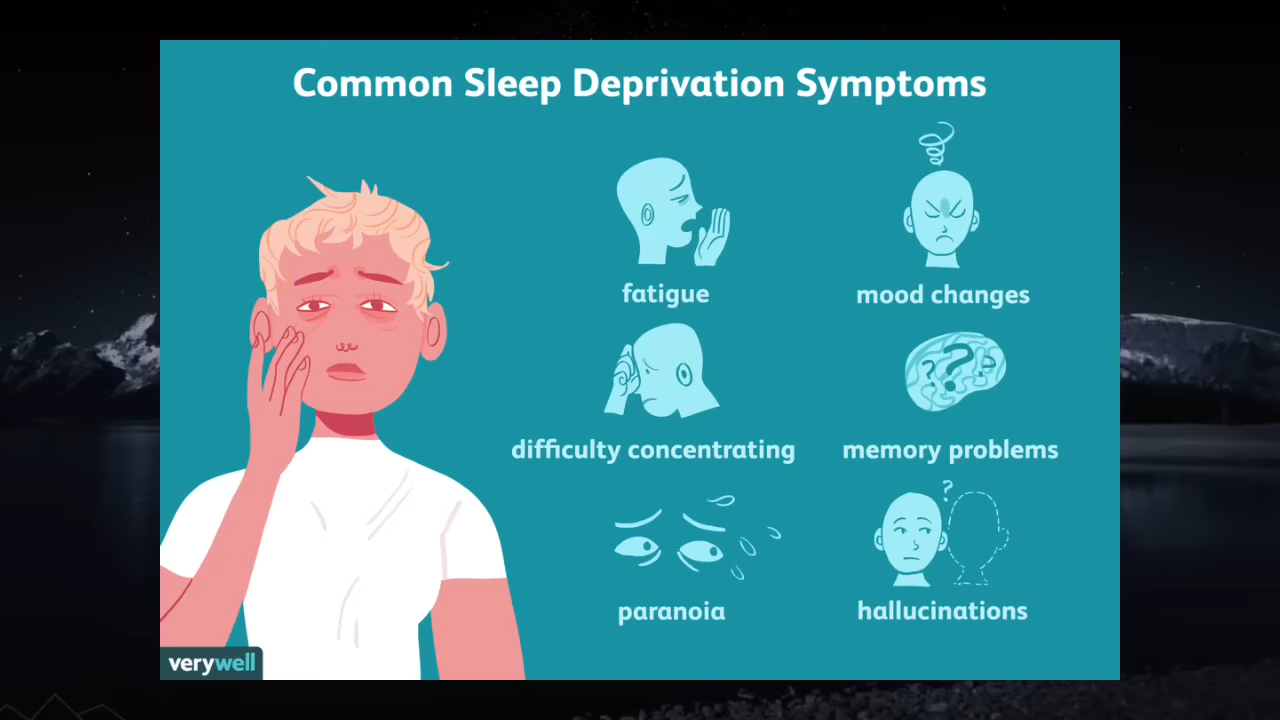 Common Sleep Deprivation Symptoms
fatigue
mood changes
difficulty concentrating
memory problems
paranoia
hallucinations
verywell